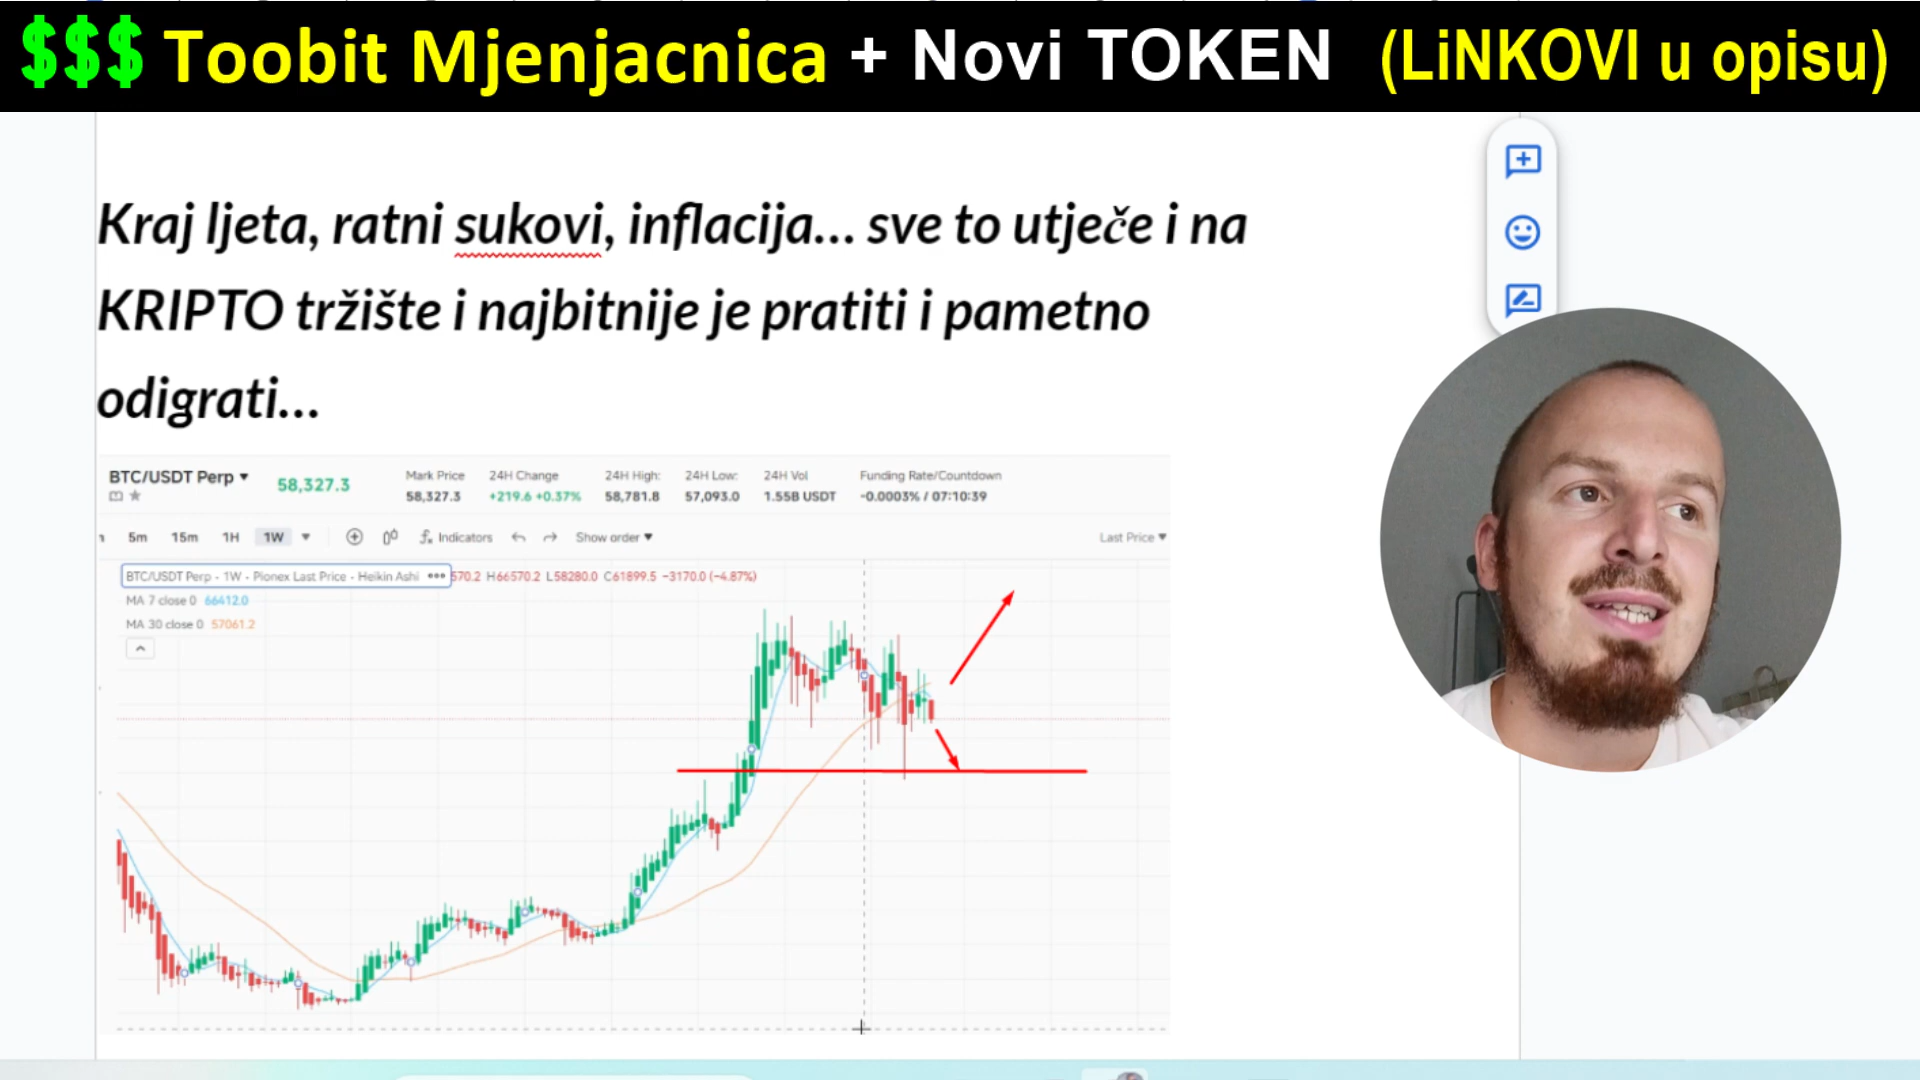 $$$ Toobit Mjenjacnica + Novi TOKEN (LiNKOVI u opisu)
Kraj ljeta, ratni sukovi, inflacija... sve to utječe i na
KRIPTO tržište i najbitnije je pratiti i pametno
odigrati...
BTC/USDT Perp 58,327.3 Mark Price 24H Change 24H High: 24H Low: 24H Vol Funding Rate/Countdown
58,327.3 +219.6 +0.37% 58,781.8 57,093.0 1.55B USDT -0.0003% / 07:10:39
5m 15m 1H 1W Indicators Show order Last Price
BTC/USDT Perp - 1W - Pionex Last Price - Heikin Ashi ••• 570.2 H66570.2 L58280.0 C61899.5 −3170.0 (−4.87%)
MA 7 close 0 66412.0
MA 30 close 0 57061.2